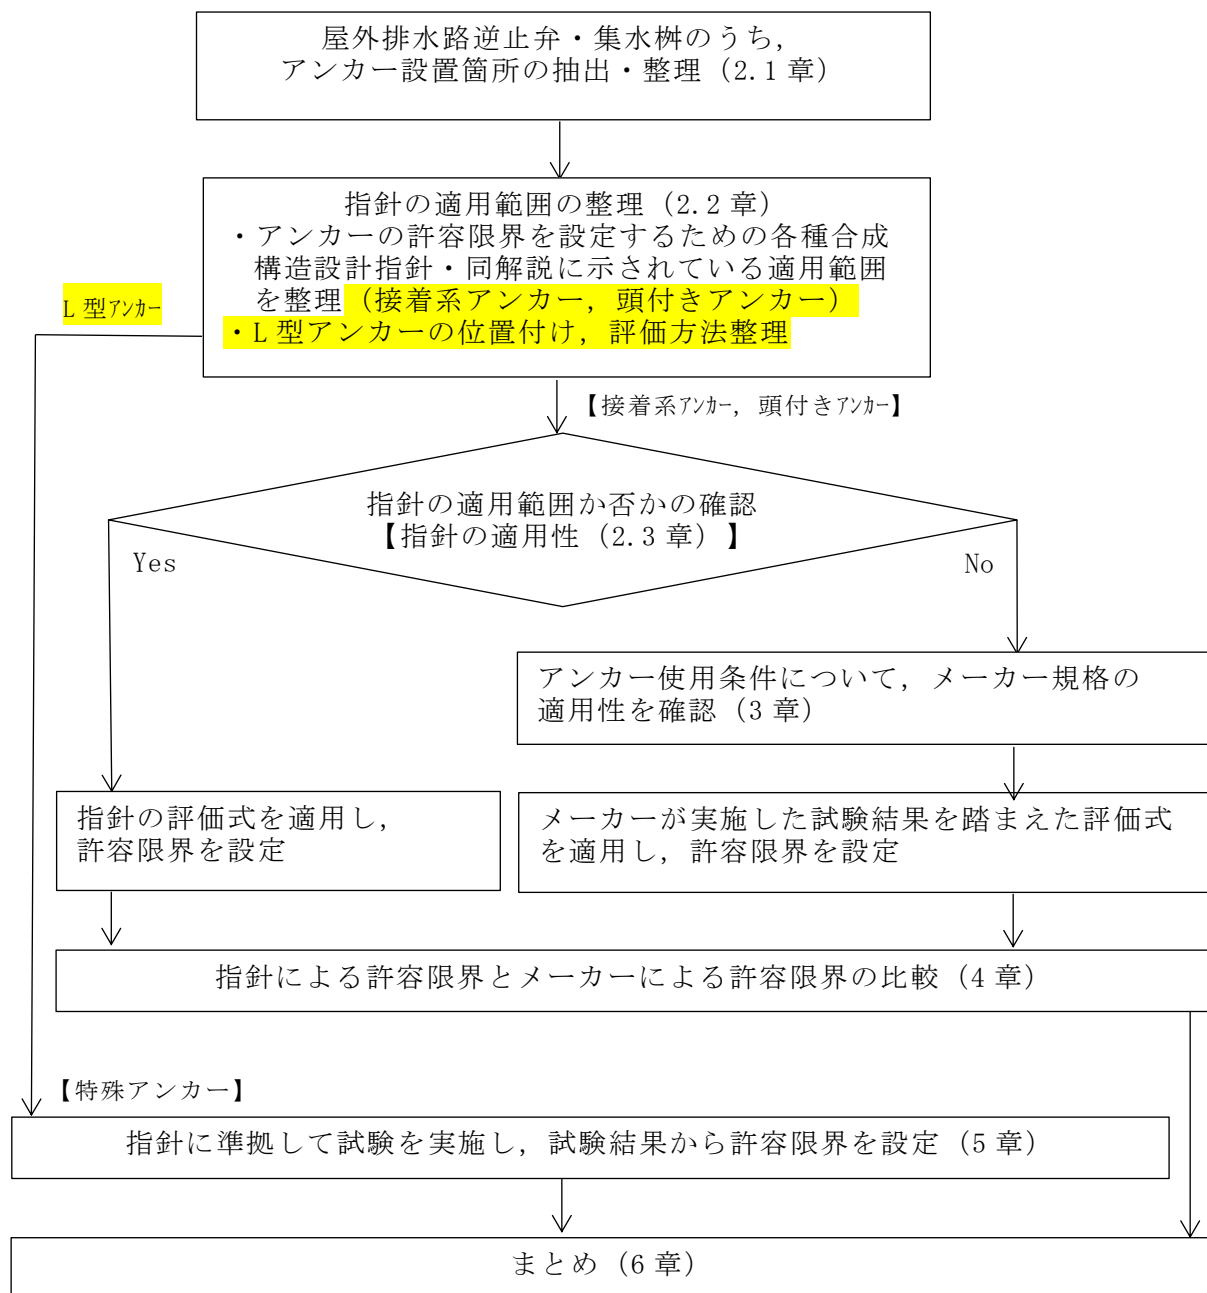 屋外排水路逆止弁・集水桝のうち,
アンカー設置箇所の抽出・整理（2.1 章）
指針の適用範囲の整理（2.2 章）
・アンカーの許容限界を設定するための各種合成
構造設計指針・同解説に示されている適用範囲
を整理（接着系アンカー，頭付きアンカー）
・L 型アンカーの位置付け，評価方法整理
L 型ｱﾝｶｰ
【接着系ｱﾝｶｰ，頭付きｱﾝｶｰ】
指針の適用範囲か否かの確認
【指針の適用性（2.3 章）】
Yes
No
アンカー使用条件について，メーカー規格の
適用性を確認（3 章）
指針の評価式を適用し，
許容限界を設定
メーカーが実施した試験結果を踏まえた評価式
を適用し，許容限界を設定
指針による許容限界とメーカーによる許容限界の比較（4 章）
【特殊アンカー】
指針に準拠して試験を実施し，試験結果から許容限界を設定（5 章）
まとめ（6 章）